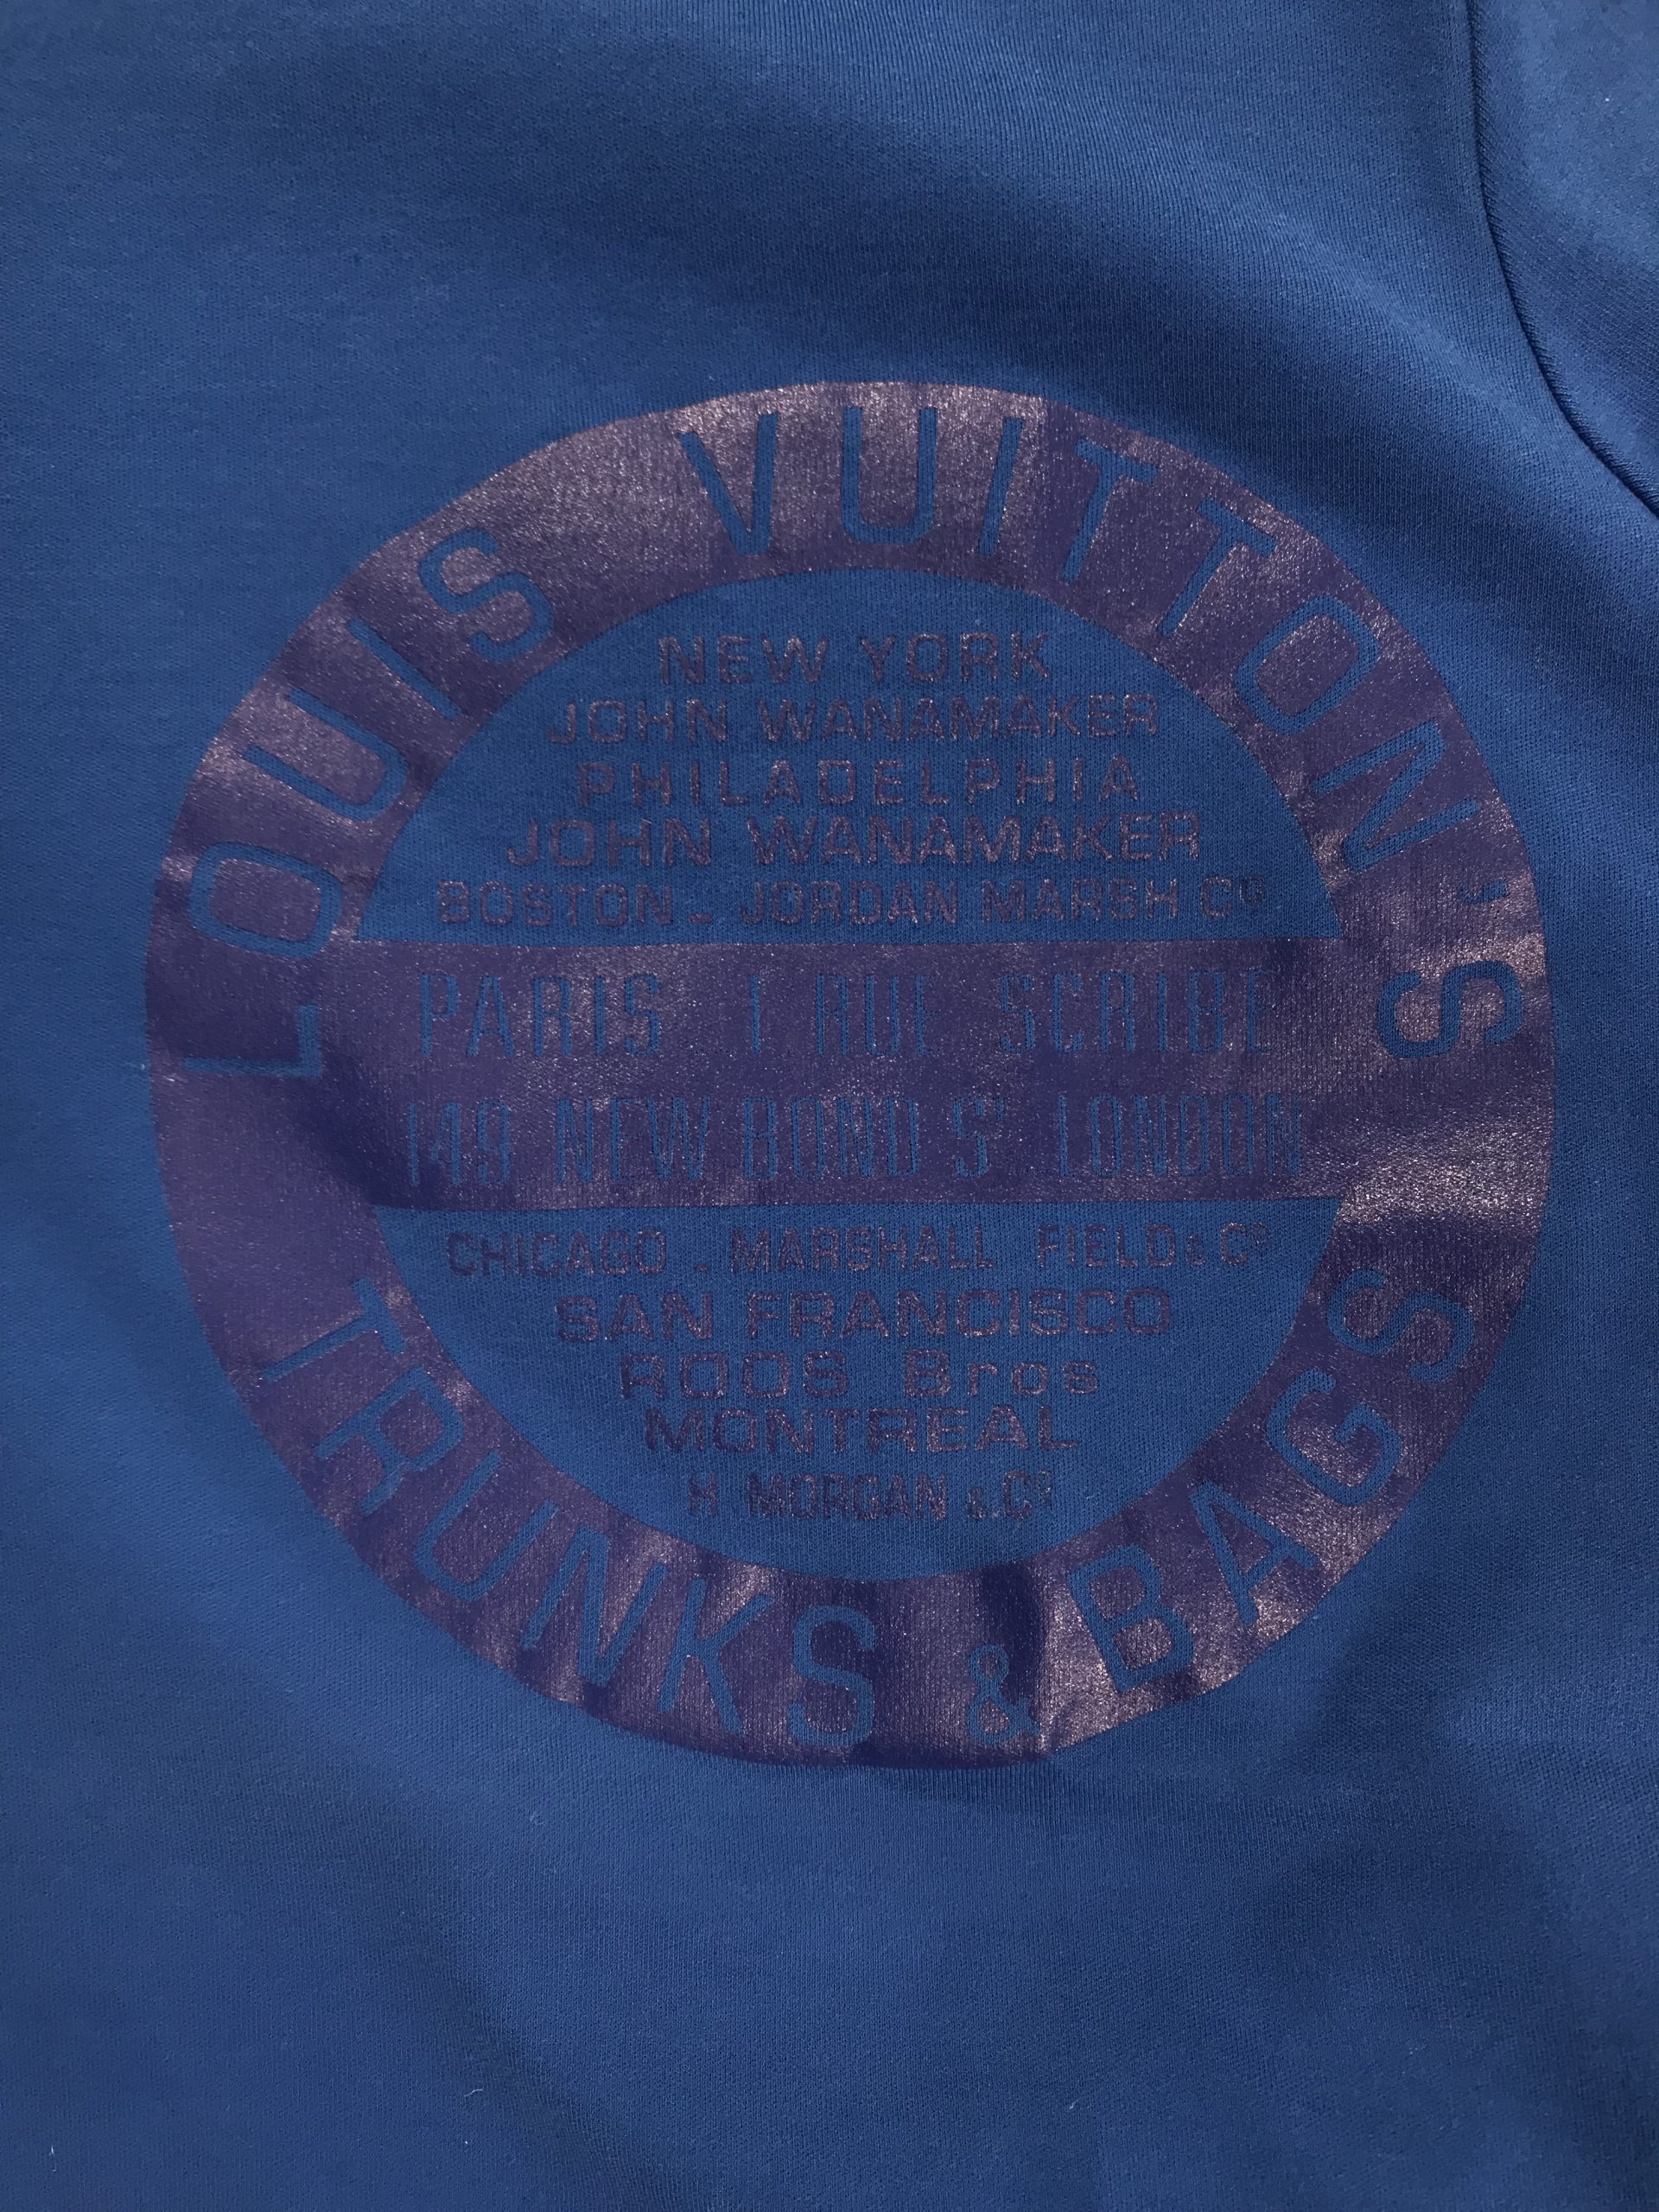 LOUIS VUITTON'S
NEW YORK
JOHN WANAMAKER
PHILADELPHIA
JOHN WANAMAKER
BOSTON - JORDAN MARSH Cº
PARIS 1 RUE SCRIBE
149 NEW BOND Sᵗ LONDON
CHICAGO - MARSHALL FIELD & Cº
SAN FRANCISCO
ROOS Bros
MONTREAL
H MORGAN & Cº
TRUNKS & BAGS